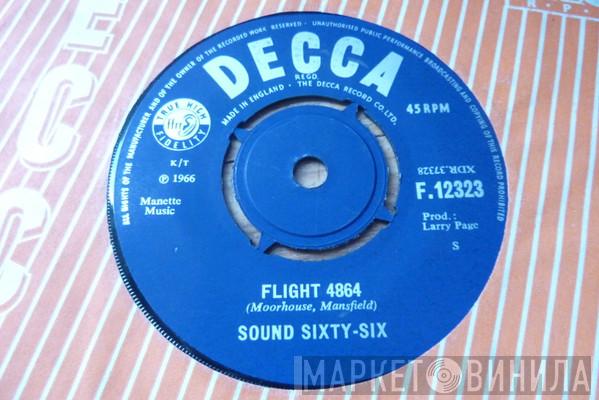 ALL RIGHTS OF THE MANUFACTURER AND OF THE OWNER OF THE RECORDED WORK RESERVED · UNAUTHORISED PUBLIC PERFORMANCE BROADCASTING AND COPYING OF THIS RECORD PROHIBITED
DECCA
REGD.
MADE IN ENGLAND · THE DECCA RECORD CO. LTD.
TRUE HIGH
ffrr
FIDELITY
45 RPM
K/T
℗ 1966
Manette
Music
XDR.37328
F.12323
Prod.:
Larry Page
S
FLIGHT 4864
(Moorhouse, Mansfield)
SOUND SIXTY-SIX
R.P.
МАРКЕТ ВИНИЛА